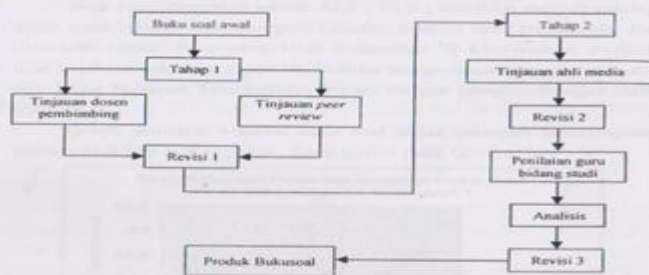 Buku soal awal
Tahap 1
Tinjauan dosen
pembimbing
Tinjauan peer
review
Revisi 1
Tahap 2
Tinjauan ahli media
Revisi 2
Penilaian guru
bidang studi
Analisis
Revisi 3
Produk Bukusoal